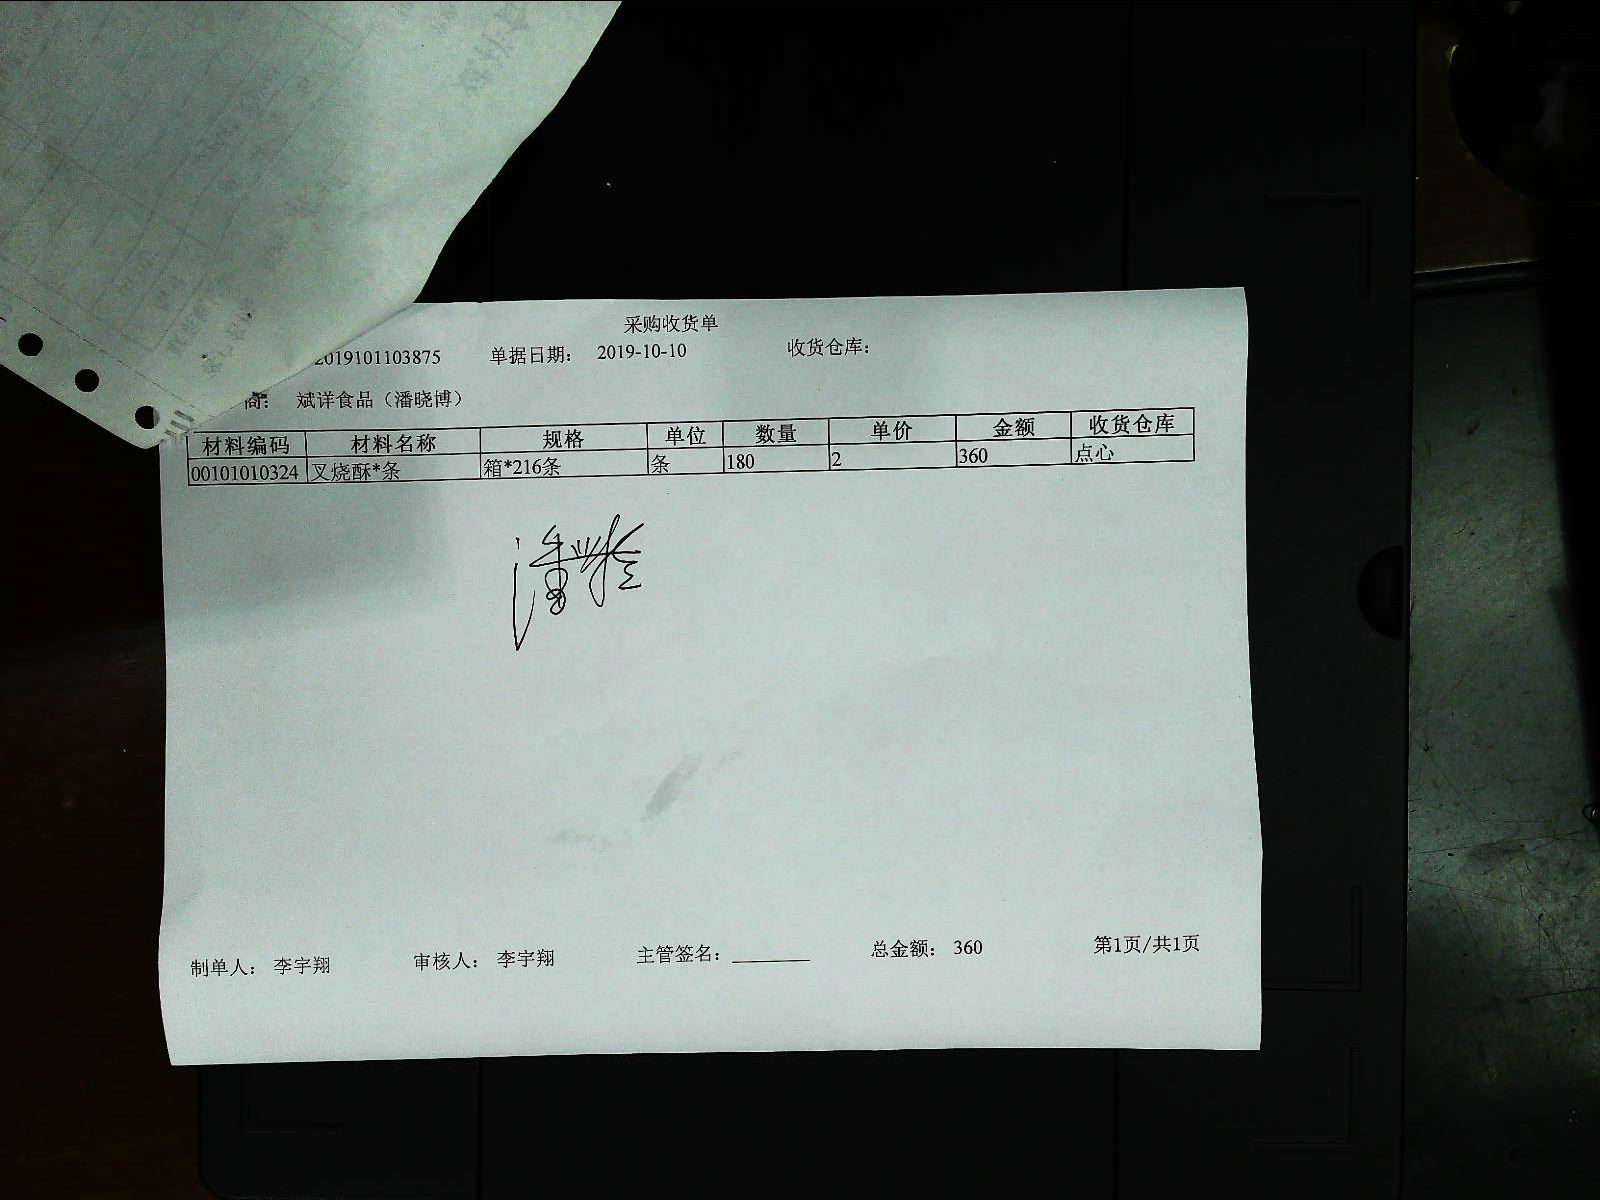 采购收货单
2019101103875 单据日期： 2019-10-10 收货仓库：
商： 斌详食品（潘晓博）
材料编码 材料名称 规格 单位 数量 单价 金额 收货仓库
00101010324 叉烧酥*条 箱*216条 条 180 2 360 点心
制单人： 李宇翔 审核人： 李宇翔 主管签名：________ 总金额： 360 第1页/共1页